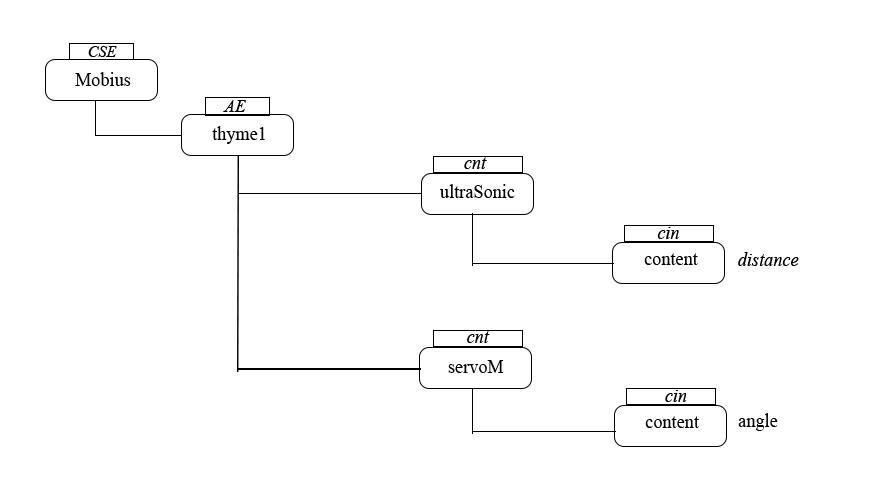 CSE
Mobius
AE
thyme1
cnt
ultraSonic
cin
content
distance
cnt
servoM
cin
content
angle